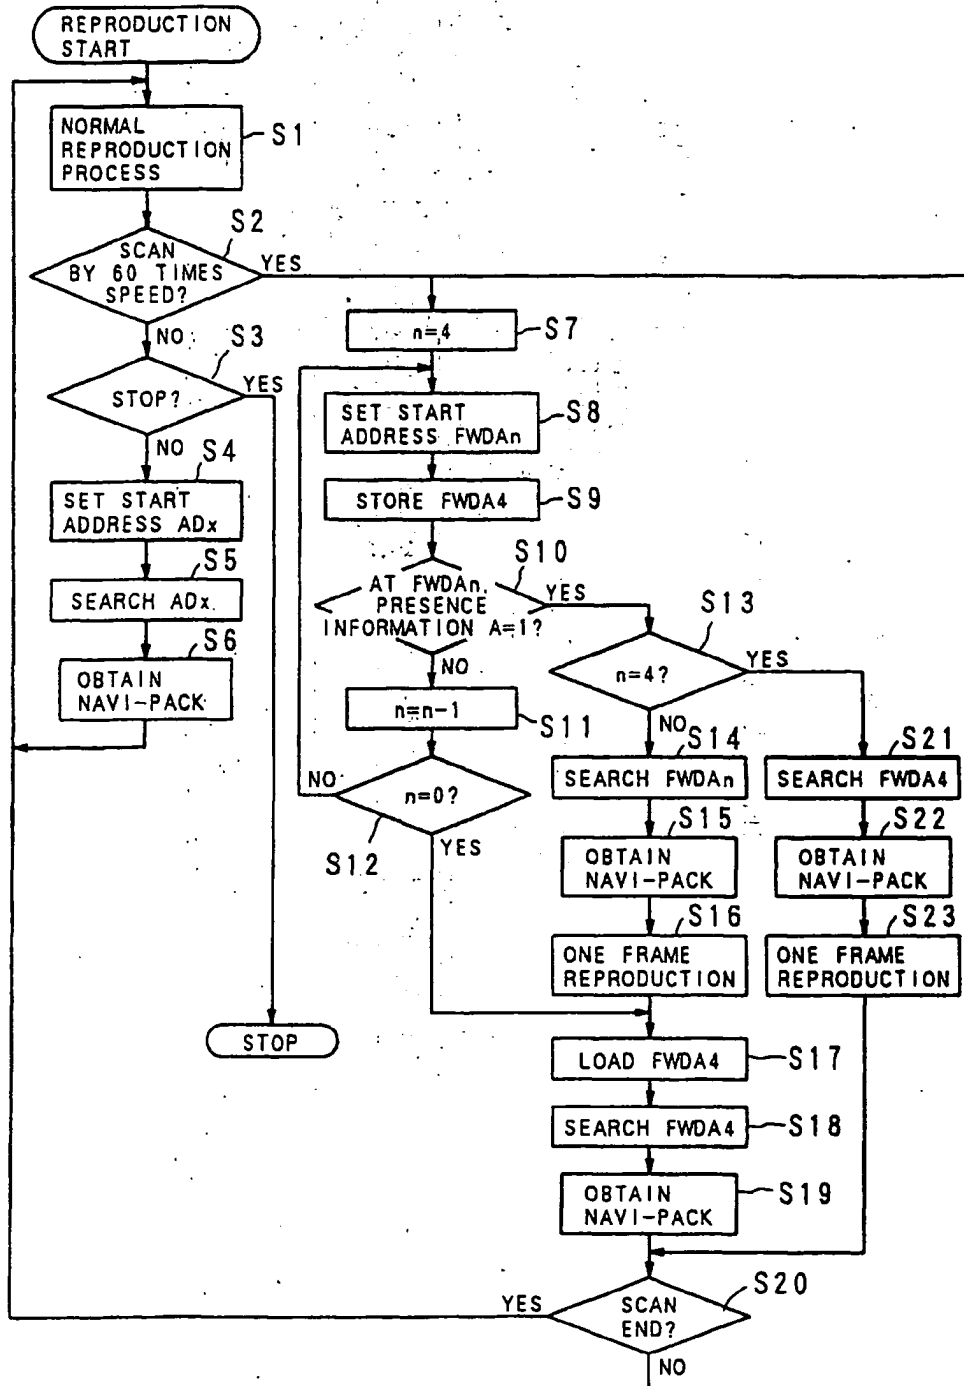 REPRODUCTION
START
NORMAL
REPRODUCTION
PROCESS
S1
S2
SCAN
BY 60 TIMES
SPEED?
YES
NO
S3
STOP?
YES
NO
S4
SET START
ADDRESS ADx
S5
SEARCH ADx
S6
OBTAIN
NAVI-PACK
n=4
S7
SET START
ADDRESS FWDAn
S8
STORE FWDA4
S9
S10
AT FWDAn,
PRESENCE
INFORMATION A=1?
YES
NO
n=n-1
S11
NO
n=0?
S12
YES
STOP
S13
n=4?
YES
NO
S14
SEARCH FWDAn
S15
OBTAIN
NAVI-PACK
S16
ONE FRAME
REPRODUCTION
S21
SEARCH FWDA4
S22
OBTAIN
NAVI-PACK
S23
ONE FRAME
REPRODUCTION
LOAD FWDA4
S17
SEARCH FWDA4
S18
OBTAIN
NAVI-PACK
S19
S20
YES
SCAN
END?
NO